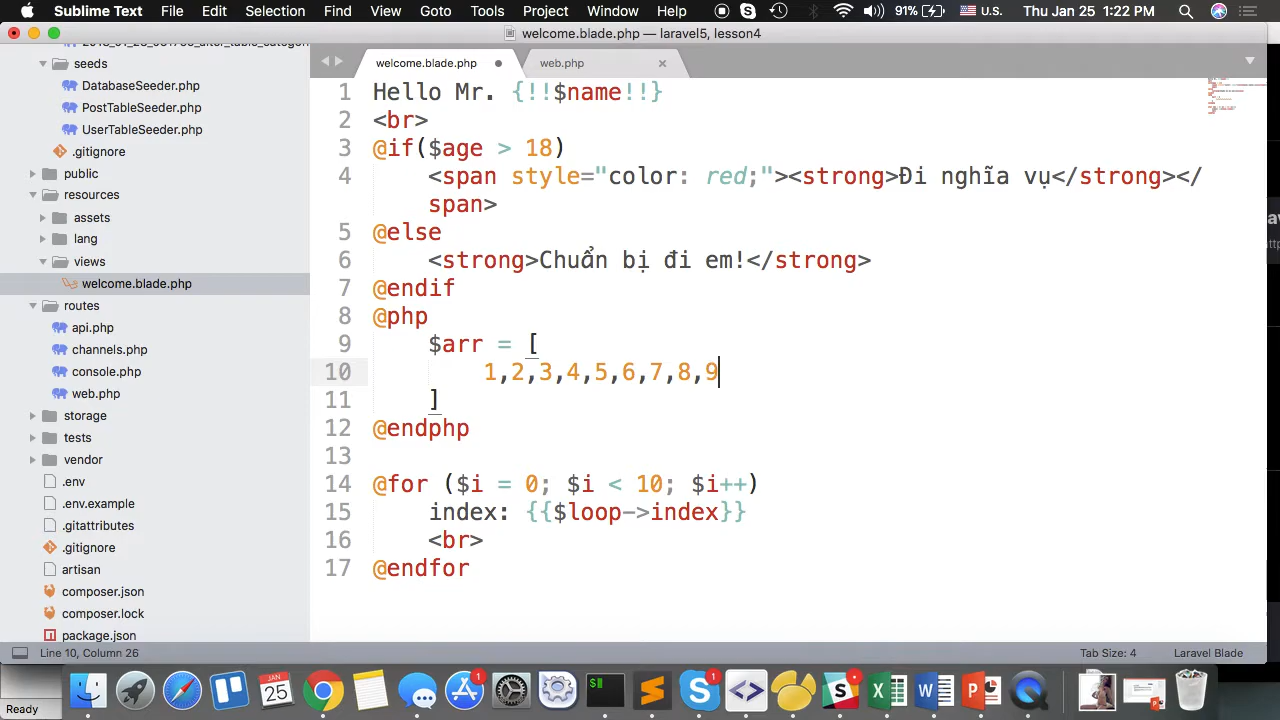 Sublime Text File Edit Selection Find View Goto Tools Project Window Help 91% U.S. Thu Jan 25 1:22 PM
welcome.blade.php — laravel5, lesson4
seeds
DatabaseSeeder.php
PostTableSeeder.php
UserTableSeeder.php
.gitignore
public
resources
assets
lang
views
welcome.blade.php
routes
api.php
channels.php
console.php
web.php
storage
tests
vendor
.env
.env.example
.gitattributes
.gitignore
artisan
composer.json
composer.lock
package.json
welcome.blade.php web.php
1 Hello Mr. {!!$name!!}
2 <br>
3 @if($age > 18)
4 <span style="color: red;"><strong>Đi nghĩa vụ</strong></
span>
5 @else
6 <strong>Chuẩn bị đi em!</strong>
7 @endif
8 @php
9 $arr = [
10 1,2,3,4,5,6,7,8,9
11 ]
12 @endphp
13
14 @for ($i = 0; $i < 10; $i++)
15 index: {{$loop->index}}
16 <br>
17 @endfor
Line 10, Column 26 Tab Size: 4 Laravel Blade
JAN
25
1
1
Ready